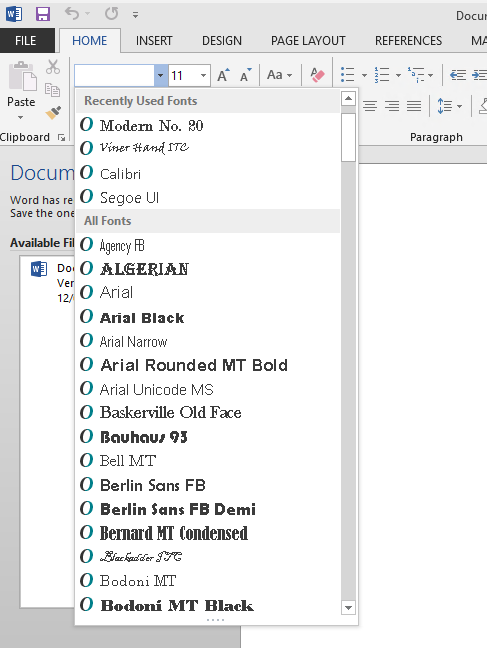 Docum
FILE HOME INSERT DESIGN PAGE LAYOUT REFERENCES MA
11 Aa
Paste
Clipboard Paragraph
Recently Used Fonts
Modern No. 20
Viner Hand ITC
Calibri
Segoe UI
All Fonts
Agency FB
ALGERIAN
Arial
Arial Black
Arial Narrow
Arial Rounded MT Bold
Arial Unicode MS
Baskerville Old Face
Bauhaus 93
Bell MT
Berlin Sans FB
Berlin Sans FB Demi
Bernard MT Condensed
Blackadder ITC
Bodoni MT
Bodoni MT Black
Docum
Word has re
Save the one
Available Fil
Doc
Ver
12/